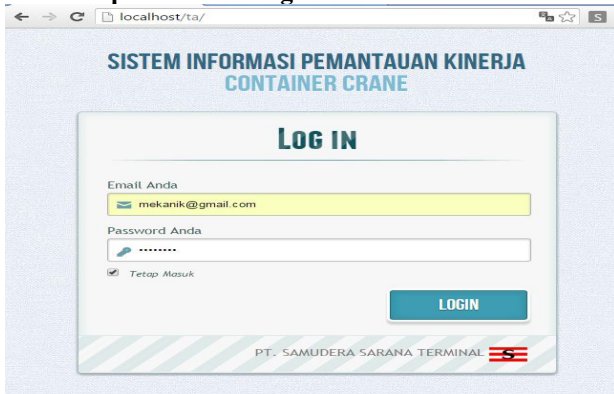 localhost/ta/
S
SISTEM INFORMASI PEMANTAUAN KINERJA
CONTAINER CRANE
LOG IN
Email Anda
mekanik@gmail.com
Password Anda
••••••••
Tetap Masuk
LOGIN
PT. SAMUDERA SARANA TERMINAL S